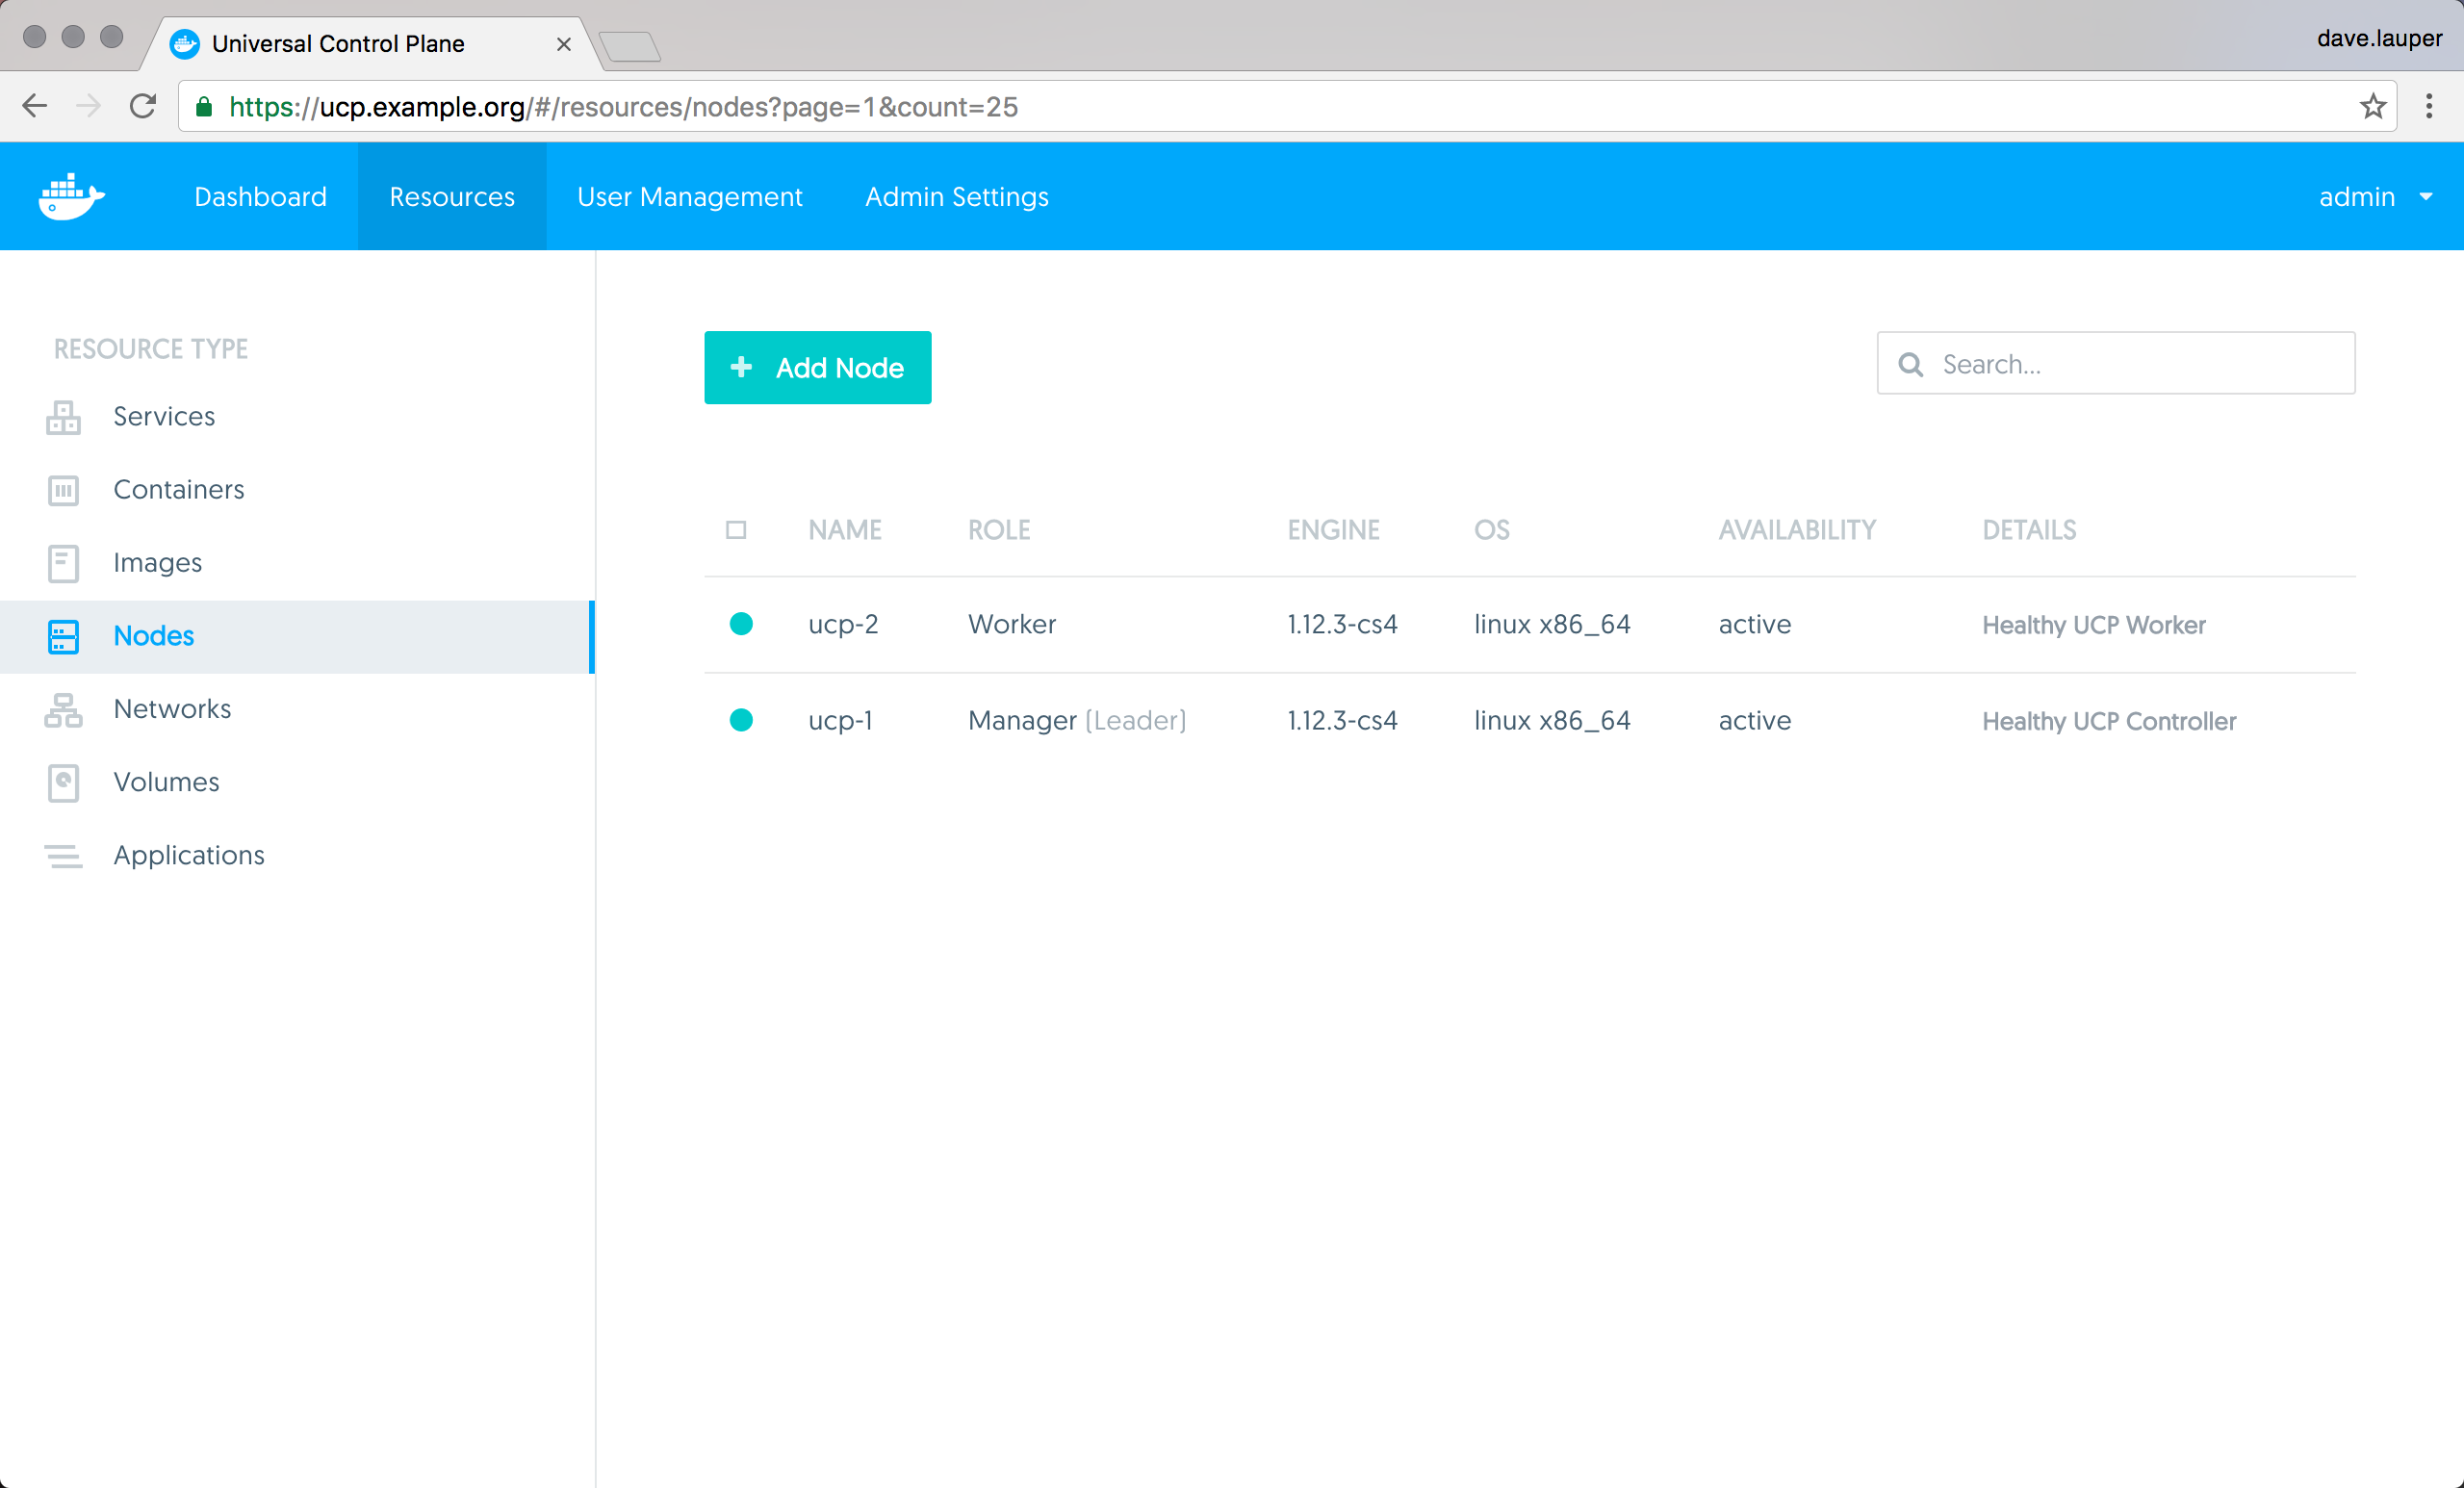 Universal Control Plane
dave.lauper
https://ucp.example.org/#/resources/nodes?page=1&count=25
Dashboard Resources User Management Admin Settings admin
RESOURCE TYPE
Services
Containers
Images
Nodes
Networks
Volumes
Applications
+ Add Node
Search...
NAME ROLE ENGINE OS AVAILABILITY DETAILS
ucp-2 Worker 1.12.3-cs4 linux x86_64 active Healthy UCP Worker
ucp-1 Manager (Leader) 1.12.3-cs4 linux x86_64 active Healthy UCP Controller